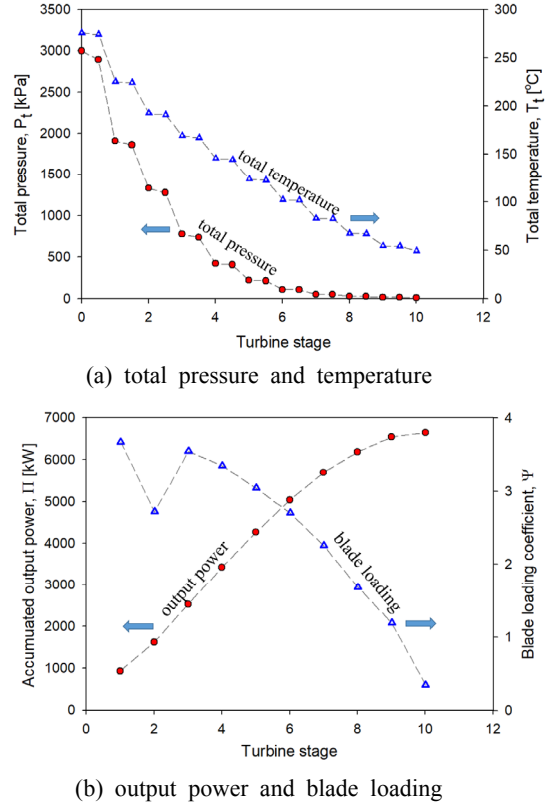 3500
3000
2500
2000
1500
1000
500
0
Total pressure, P_t [kPa]
300
250
200
150
100
50
0
Total temperature, T_t [°C]
total temperature
total pressure
0 2 4 6 8 10 12
Turbine stage
(a) total pressure and temperature
7000
6000
5000
4000
3000
2000
1000
0
Accumuated output power, Π [kW]
4
3
2
1
0
Blade loading coefficient, Ψ
output power
blade loading
0 2 4 6 8 10 12
Turbine stage
(b) output power and blade loading